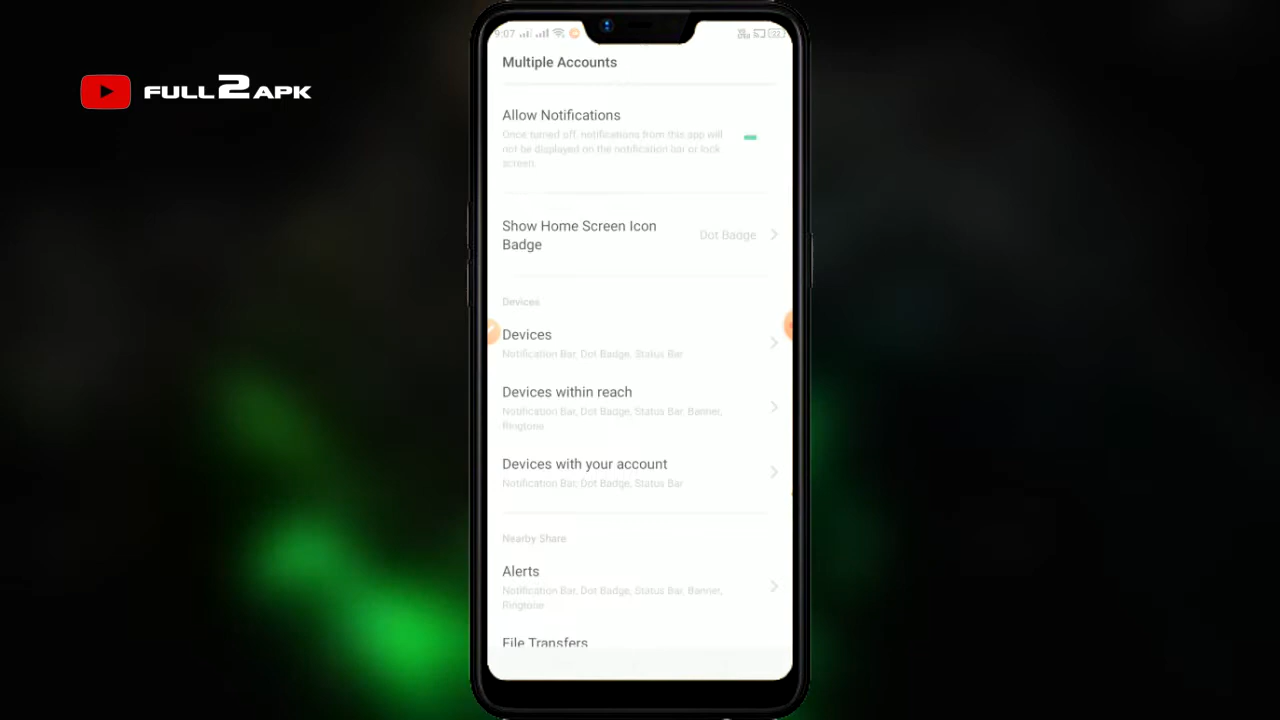 FULL2APK
9:07
Multiple Accounts
Allow Notifications
Once turned off, notifications from this app will
not be displayed on the notification bar or lock
screen.
Show Home Screen Icon
Badge
Dot Badge
Devices
Devices
Notification Bar, Dot Badge, Status Bar
Devices within reach
Notification Bar, Dot Badge, Status Bar, Banner,
Ringtone
Devices with your account
Notification Bar, Dot Badge, Status Bar
Nearby Share
Alerts
Notification Bar, Dot Badge, Status Bar, Banner,
Ringtone
File Transfers